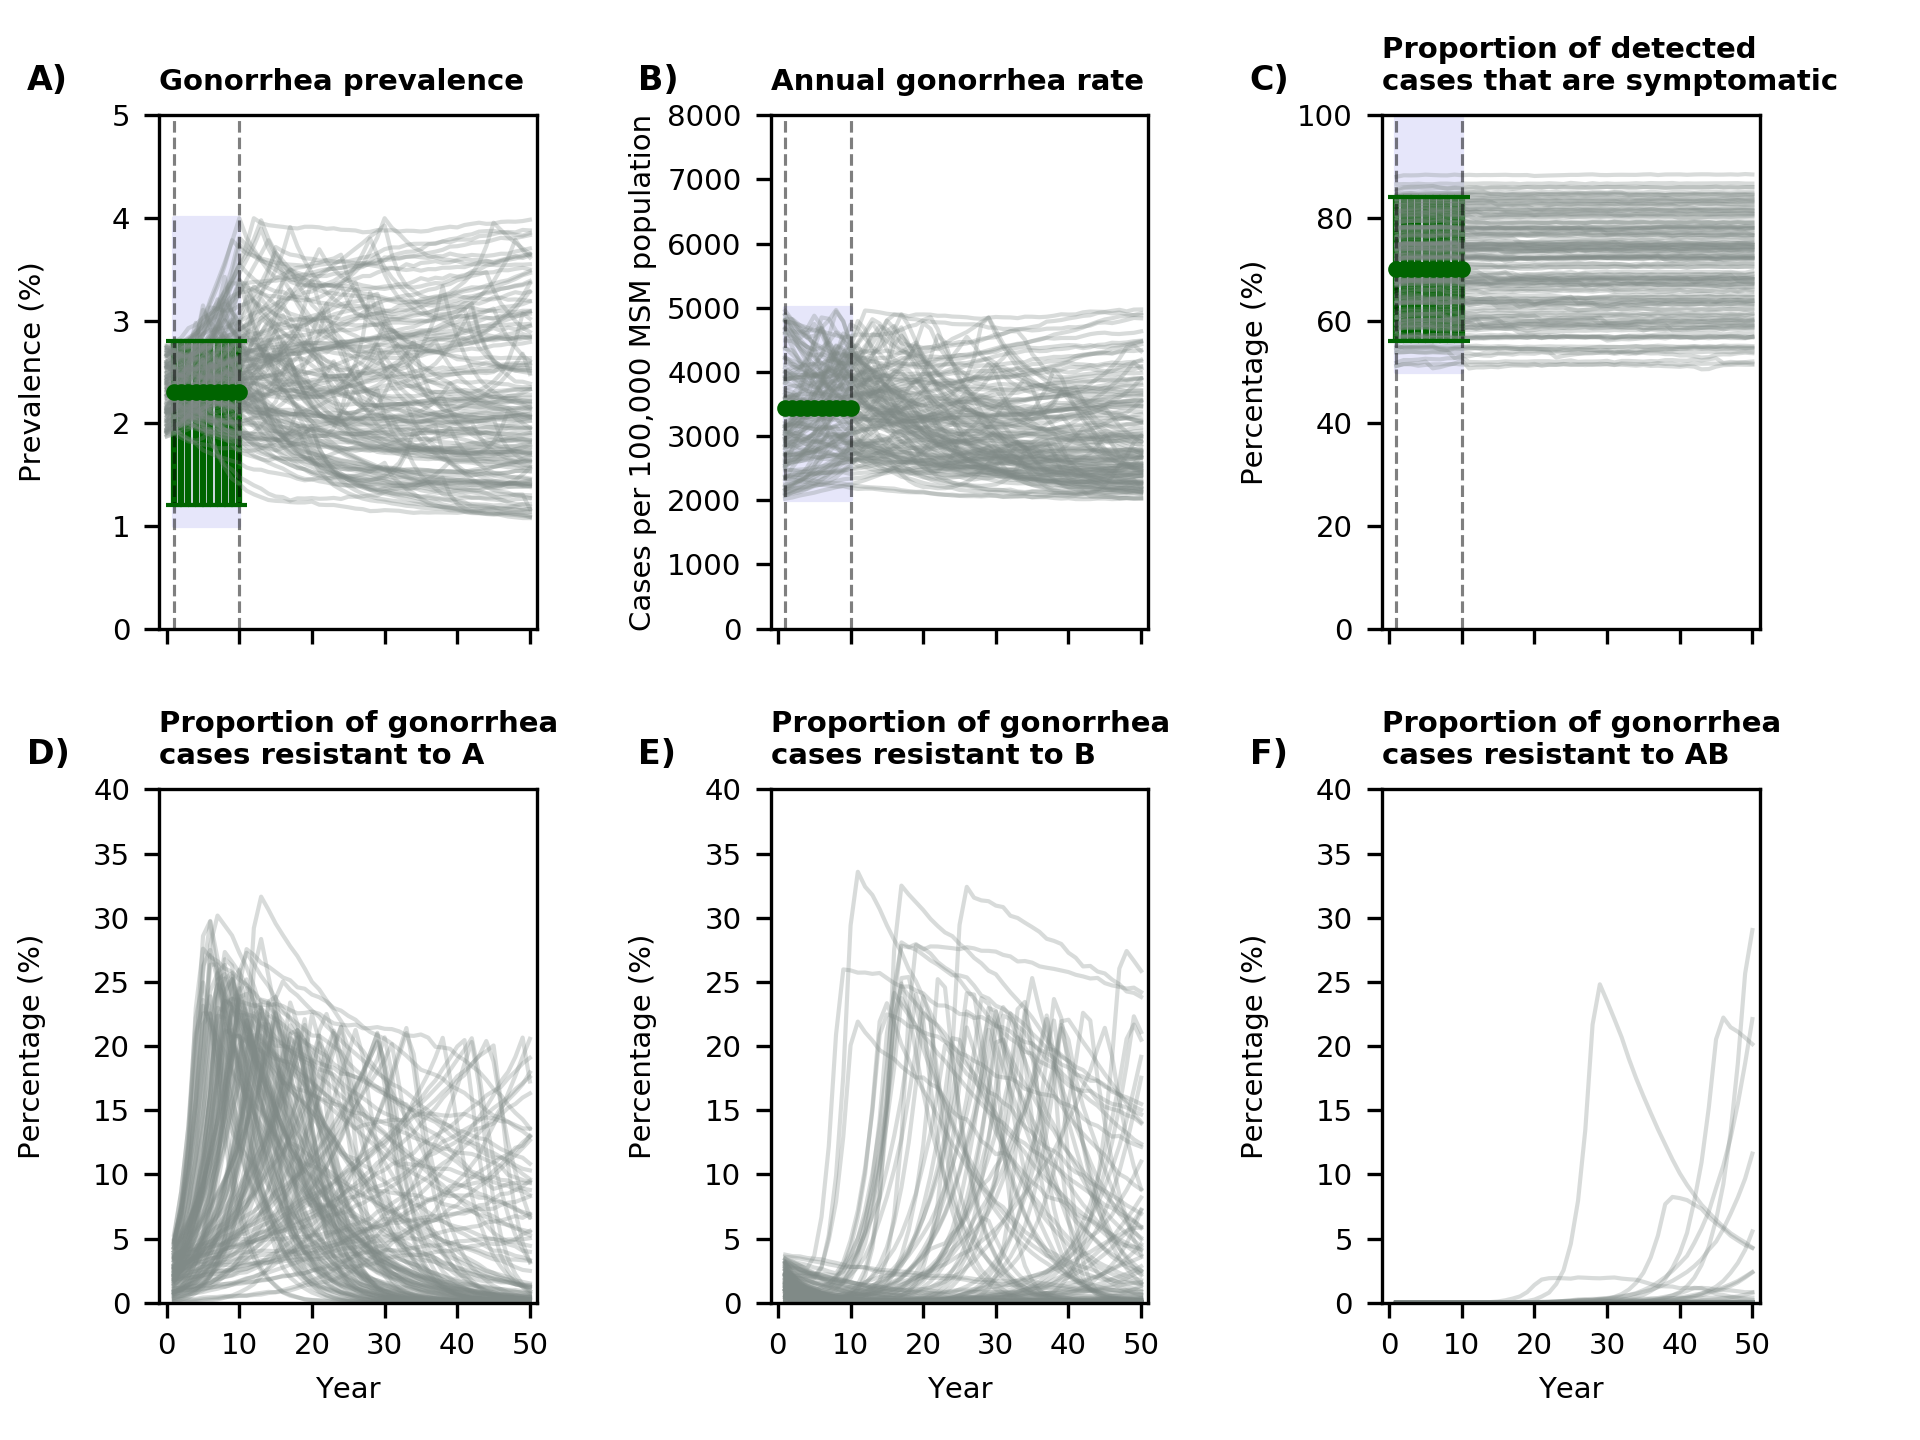 A) Gonorrhea prevalence
5
4
3
2
1
0
Prevalence (%)
B) Annual gonorrhea rate
8000
7000
6000
5000
4000
3000
2000
1000
0
Cases per 100,000 MSM population
C) Proportion of detected
cases that are symptomatic
100
80
60
40
20
0
Percentage (%)
D) Proportion of gonorrhea
cases resistant to A
40
35
30
25
20
15
10
5
0
Percentage (%)
0 10 20 30 40 50
Year
E) Proportion of gonorrhea
cases resistant to B
40
35
30
25
20
15
10
5
0
Percentage (%)
0 10 20 30 40 50
Year
F) Proportion of gonorrhea
cases resistant to AB
40
35
30
25
20
15
10
5
0
Percentage (%)
0 10 20 30 40 50
Year